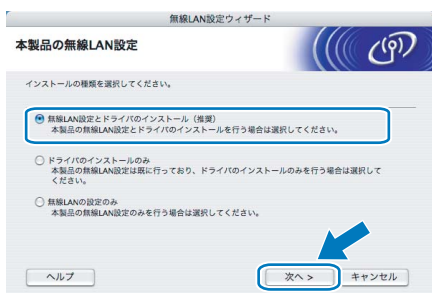 無線LAN設定ウィザード
本製品の無線LAN設定
インストールの種類を選択してください。
無線LAN設定とドライバのインストール（推奨）
本製品の無線LAN設定とドライバのインストールを行う場合は選択してください。
ドライバのインストールのみ
本製品の無線LAN設定は既に行っており、ドライバのインストールのみを行う場合は選択して
ください。
無線LANの設定のみ
本製品の無線LAN設定のみを行う場合は選択してください。
ヘルプ
次へ >
キャンセル